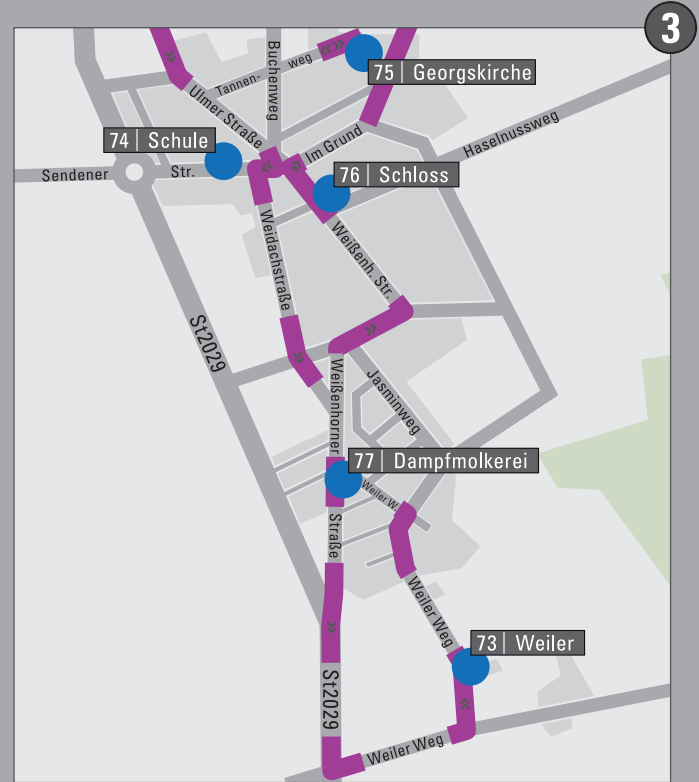 3
Buchenweg
Tannen-
weg
75 | Georgskirche
Ulmer Straße
74 | Schule
Im Grund
Haselnussweg
Sendener
Str.
76 | Schloss
Weidachstraße
Weißenh. Str.
St2029
Weißenhorner
Jasminweg
77 | Dampfmolkerei
Weiler W.
Straße
Weiler Weg
73 | Weiler
St2029
Weiler Weg